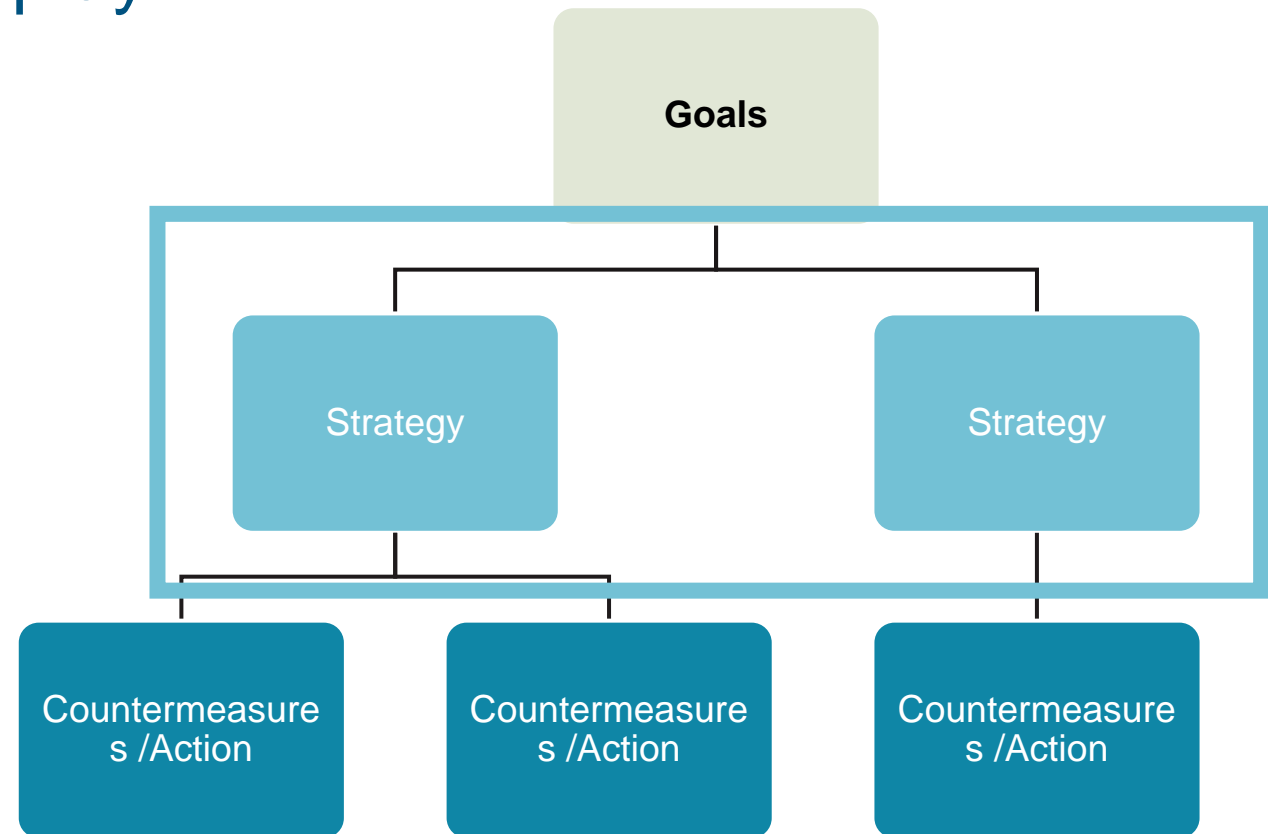 Goals
Strategy
Strategy
Countermeasure
s /Action
Countermeasure
s /Action
Countermeasure
s /Action